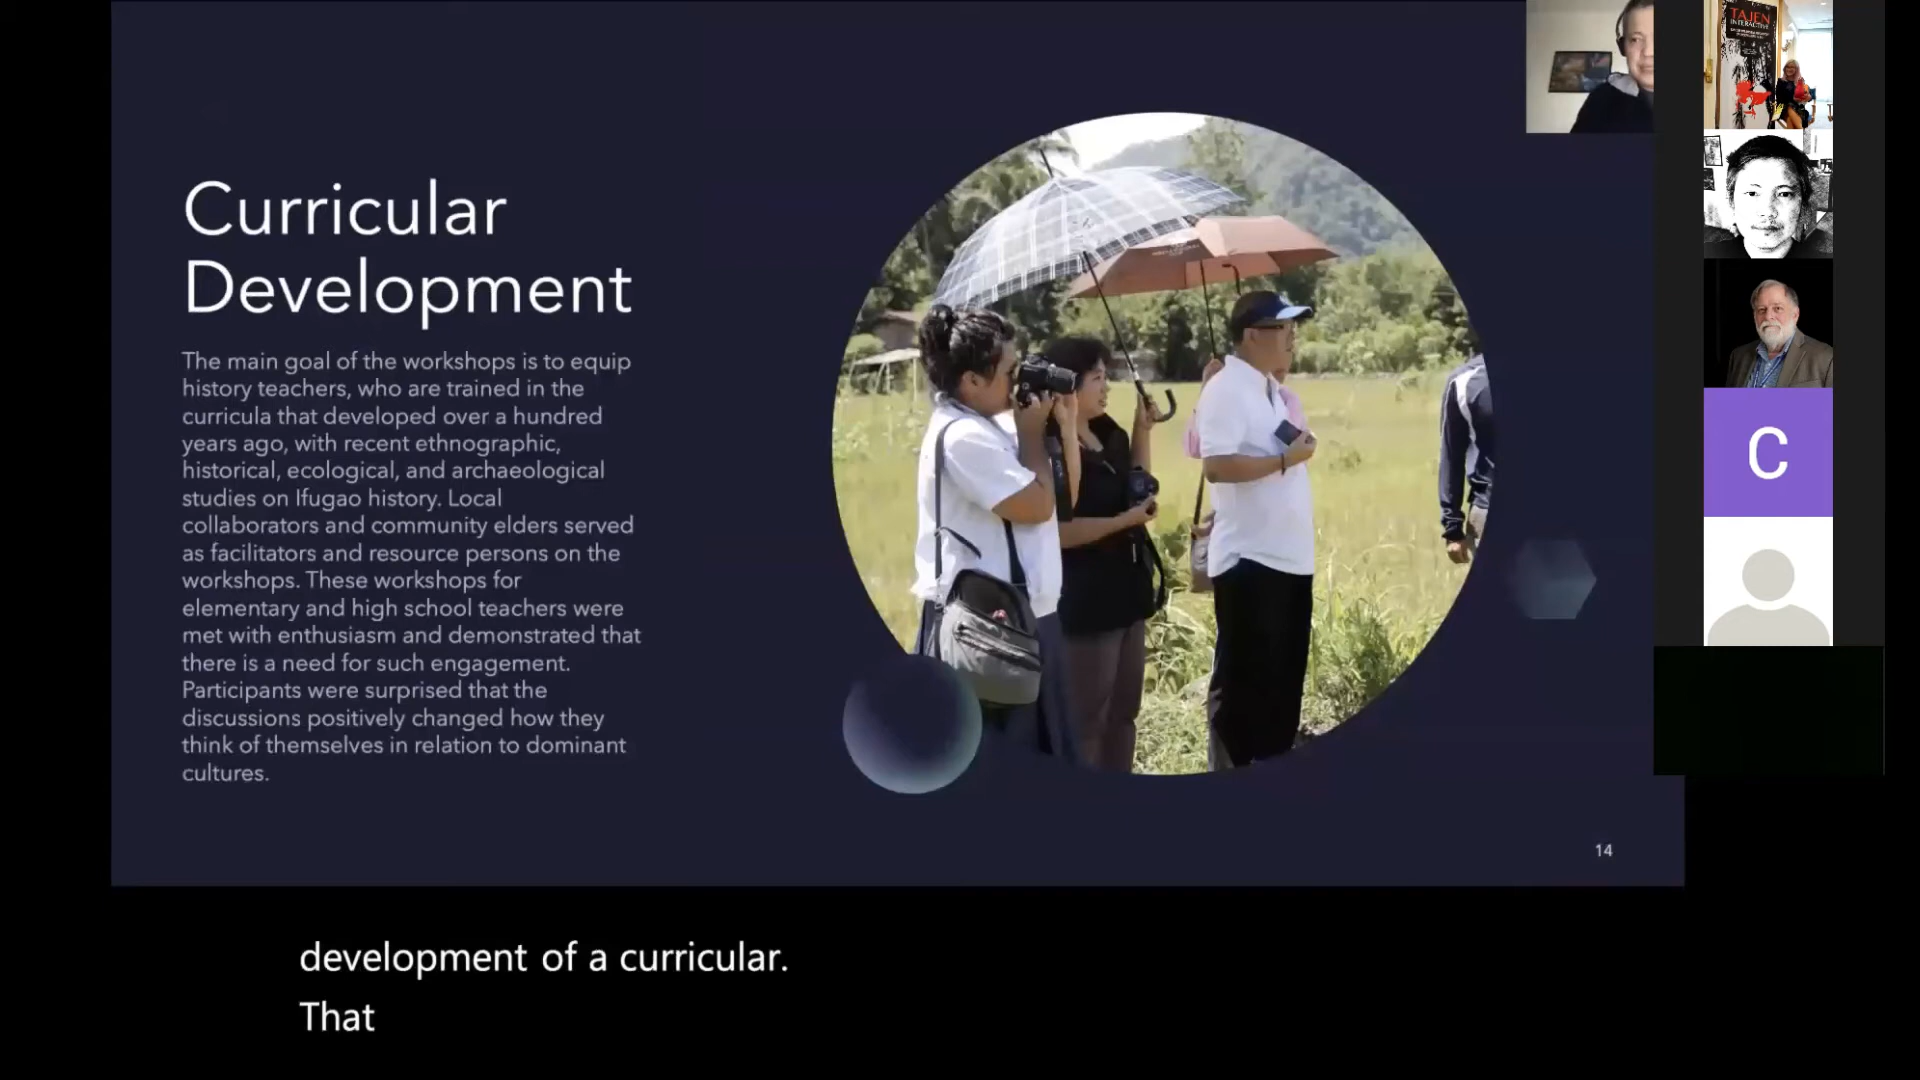 Curricular
Development
The main goal of the workshops is to equip
history teachers, who are trained in the
curricula that developed over a hundred
years ago, with recent ethnographic,
historical, ecological, and archaeological
studies on Ifugao history. Local
collaborators and community elders served
as facilitators and resource persons on the
workshops. These workshops for
elementary and high school teachers were
met with enthusiasm and demonstrated that
there is a need for such engagement.
Participants were surprised that the
discussions positively changed how they
think of themselves in relation to dominant
cultures.
14
TAJEN
INTERACTIVE
C
development of a curricular.
That